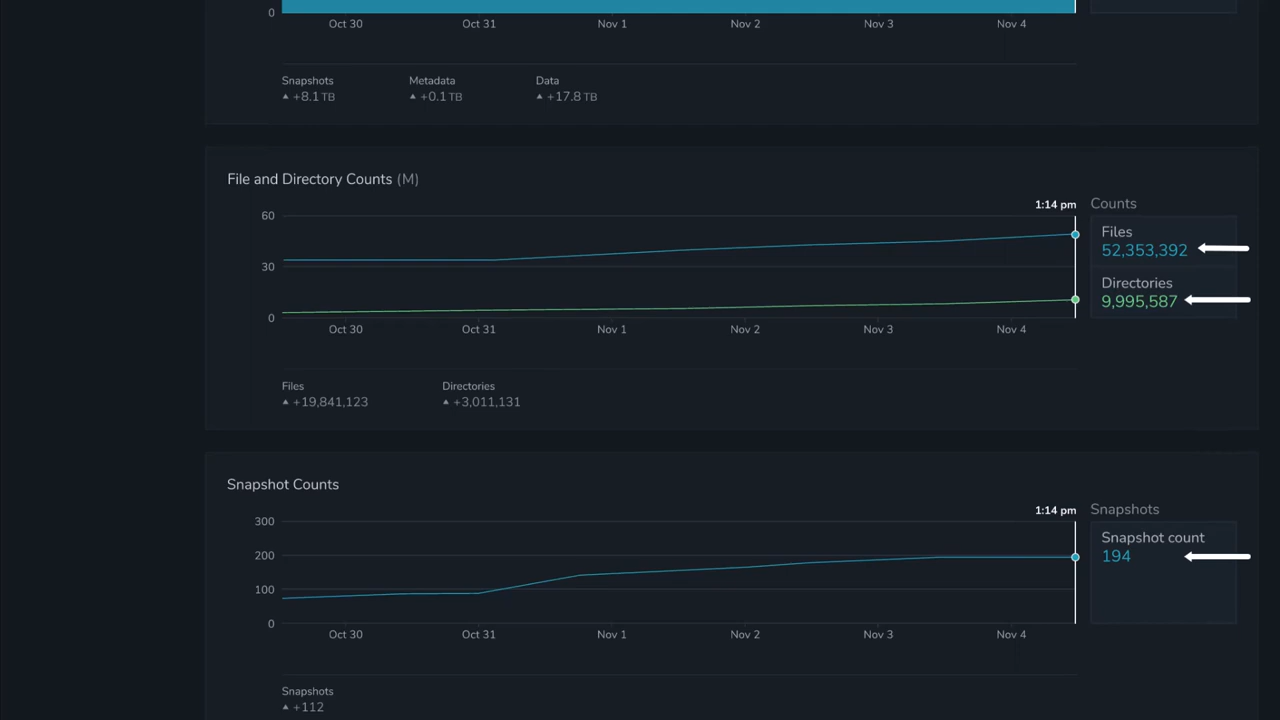 0
Oct 30 Oct 31 Nov 1 Nov 2 Nov 3 Nov 4
Snapshots Metadata Data
▲ +8.1 TB ▲ +0.1 TB ▲ +17.8 TB
File and Directory Counts (M)
1:14 pm Counts
60
Files
52,353,392
30
Directories
9,995,587
0
Oct 30 Oct 31 Nov 1 Nov 2 Nov 3 Nov 4
Files Directories
▲ +19,841,123 ▲ +3,011,131
Snapshot Counts
1:14 pm Snapshots
300
Snapshot count
200 194
100
0
Oct 30 Oct 31 Nov 1 Nov 2 Nov 3 Nov 4
Snapshots
▲ +112